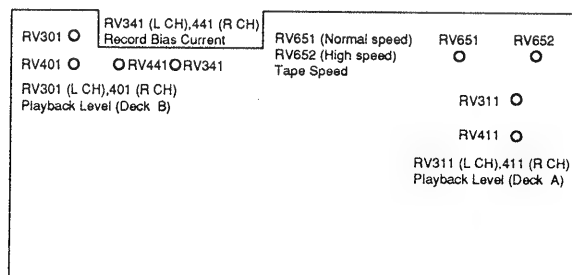 RV301
RV401
RV341 (L CH),441 (R CH)
Record Bias Current
RV441 RV341
RV301 (L CH),401 (R CH)
Playback Level (Deck B)
RV651 (Normal speed)
RV652 (High speed)
Tape Speed
RV651 RV652
RV311
RV411
RV311 (L CH),411 (R CH)
Playback Level (Deck A)